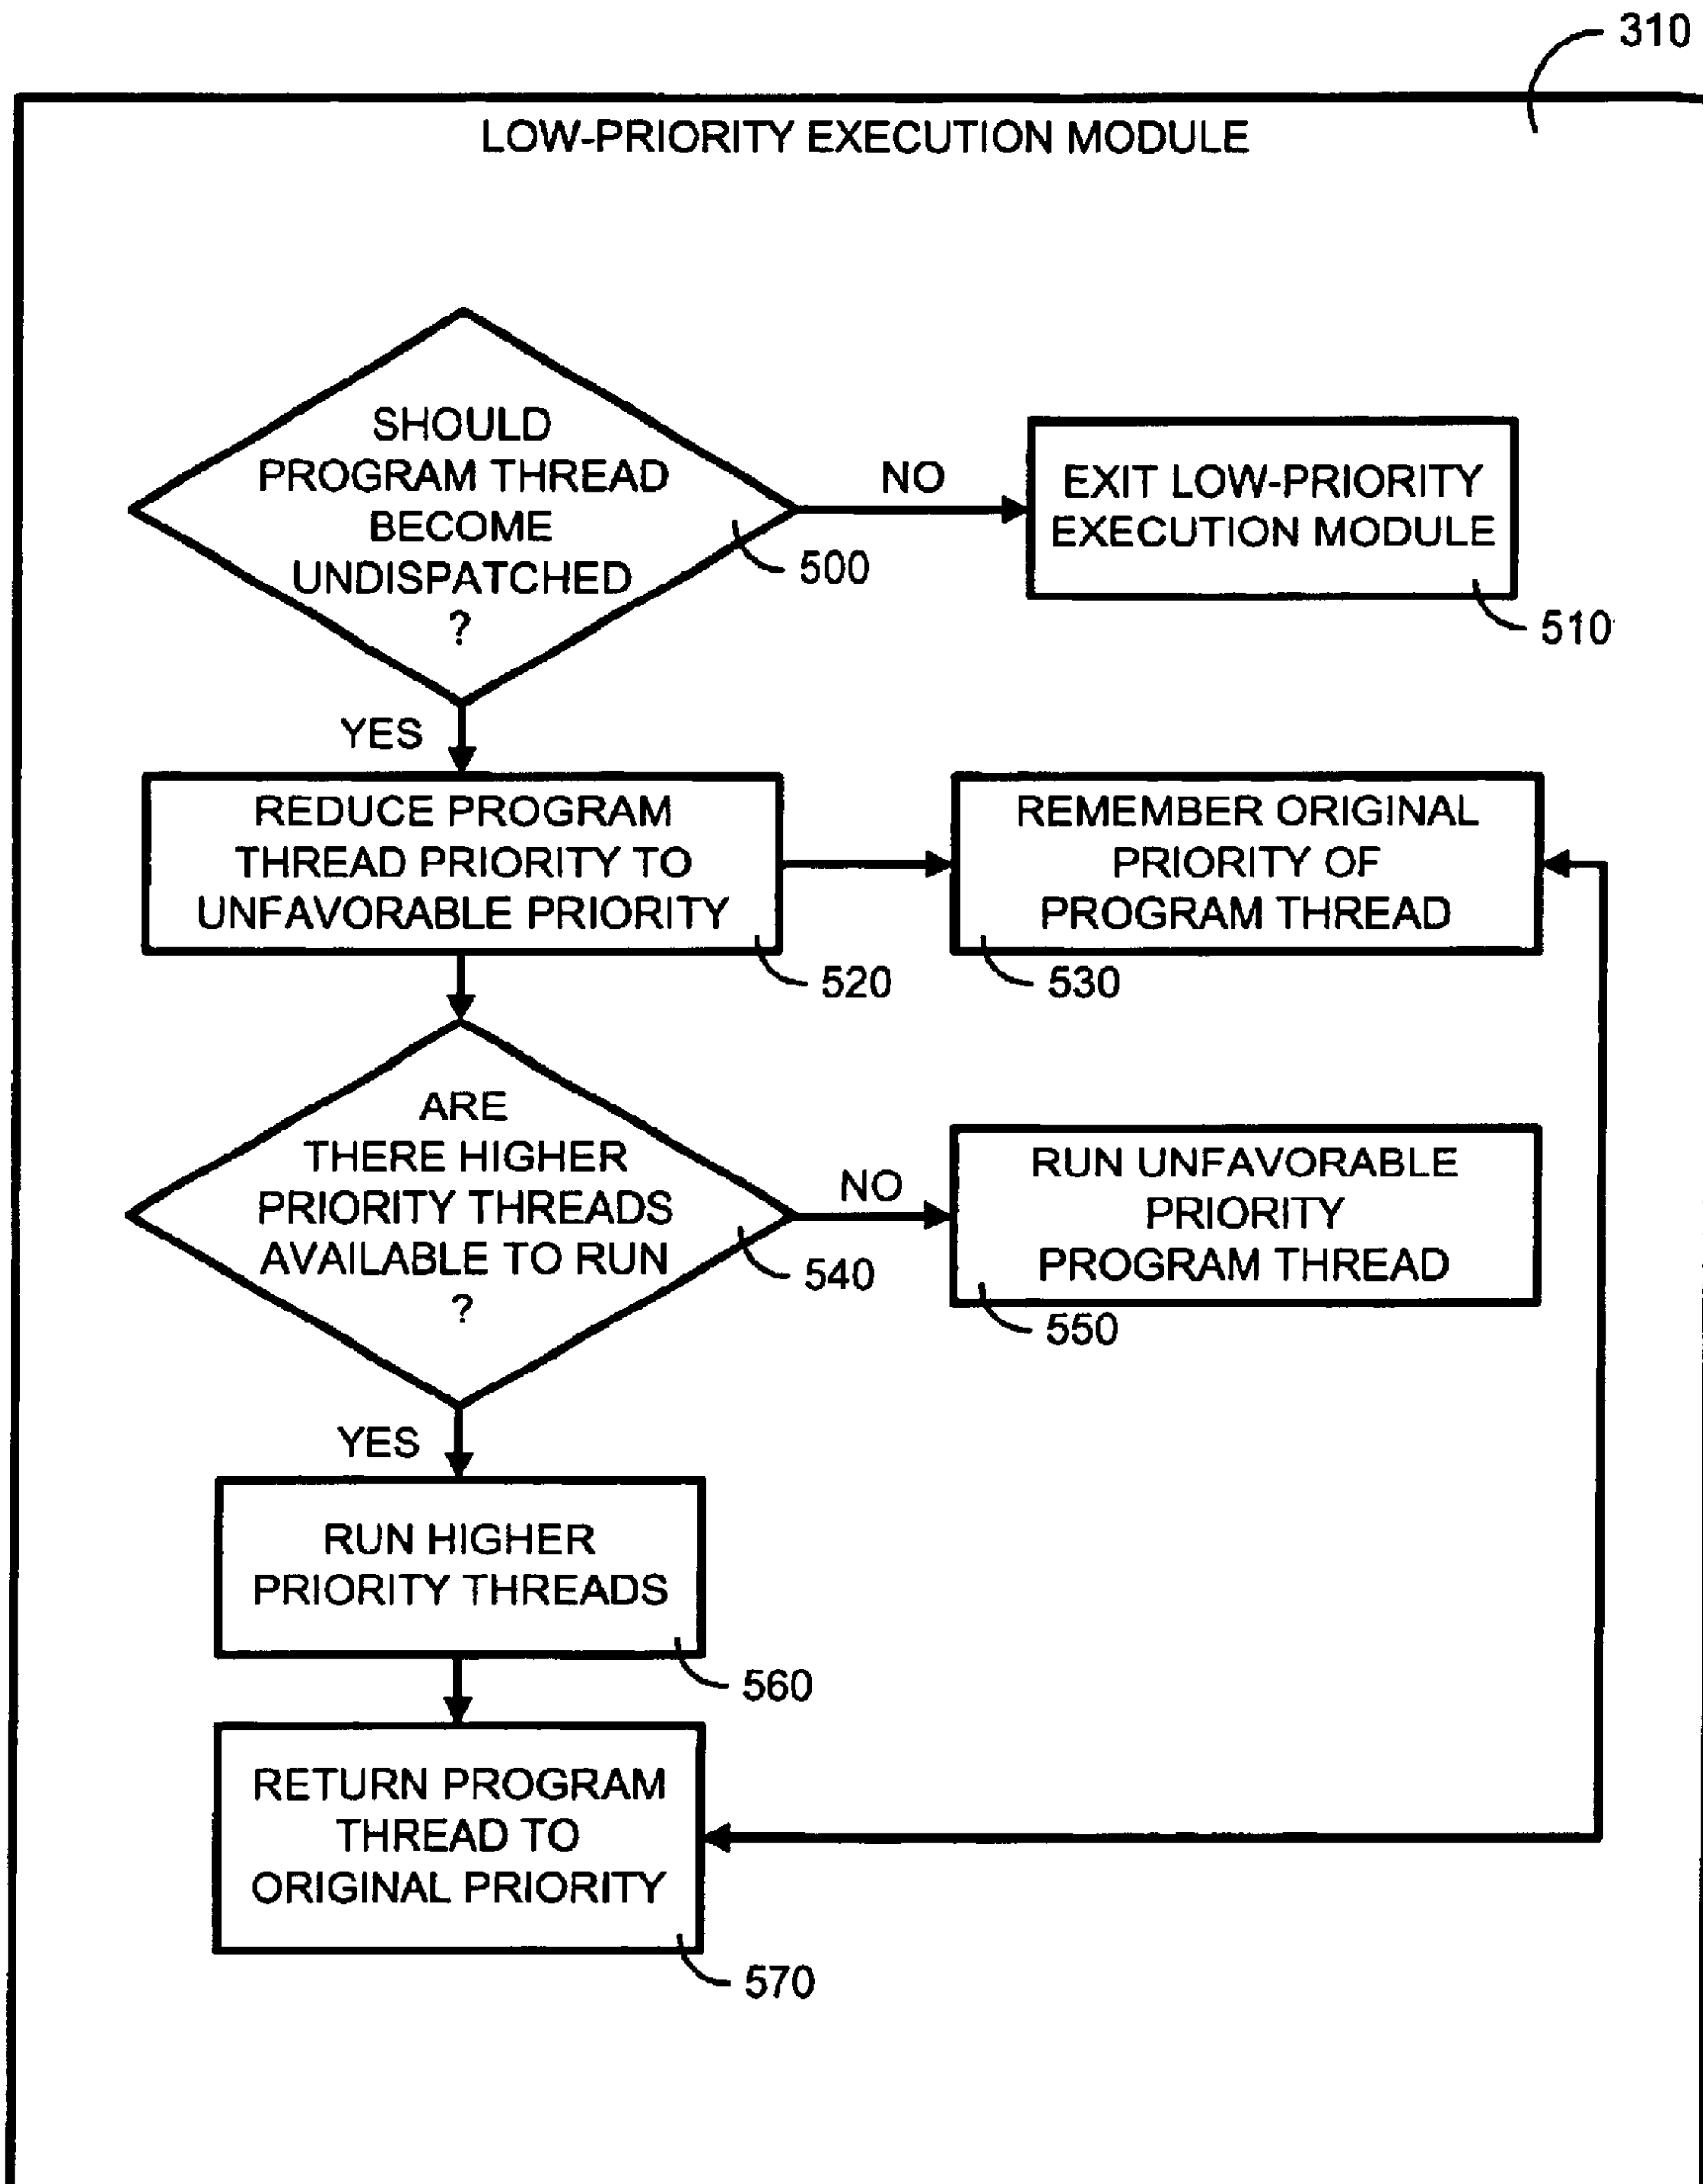 310
LOW-PRIORITY EXECUTION MODULE
SHOULD
PROGRAM THREAD
BECOME
UNDISPATCHED
?
500
NO
EXIT LOW-PRIORITY
EXECUTION MODULE
510
YES
REDUCE PROGRAM
THREAD PRIORITY TO
UNFAVORABLE PRIORITY
520
REMEMBER ORIGINAL
PRIORITY OF
PROGRAM THREAD
530
ARE
THERE HIGHER
PRIORITY THREADS
AVAILABLE TO RUN
?
540
NO
RUN UNFAVORABLE
PRIORITY
PROGRAM THREAD
550
YES
RUN HIGHER
PRIORITY THREADS
560
RETURN PROGRAM
THREAD TO
ORIGINAL PRIORITY
570